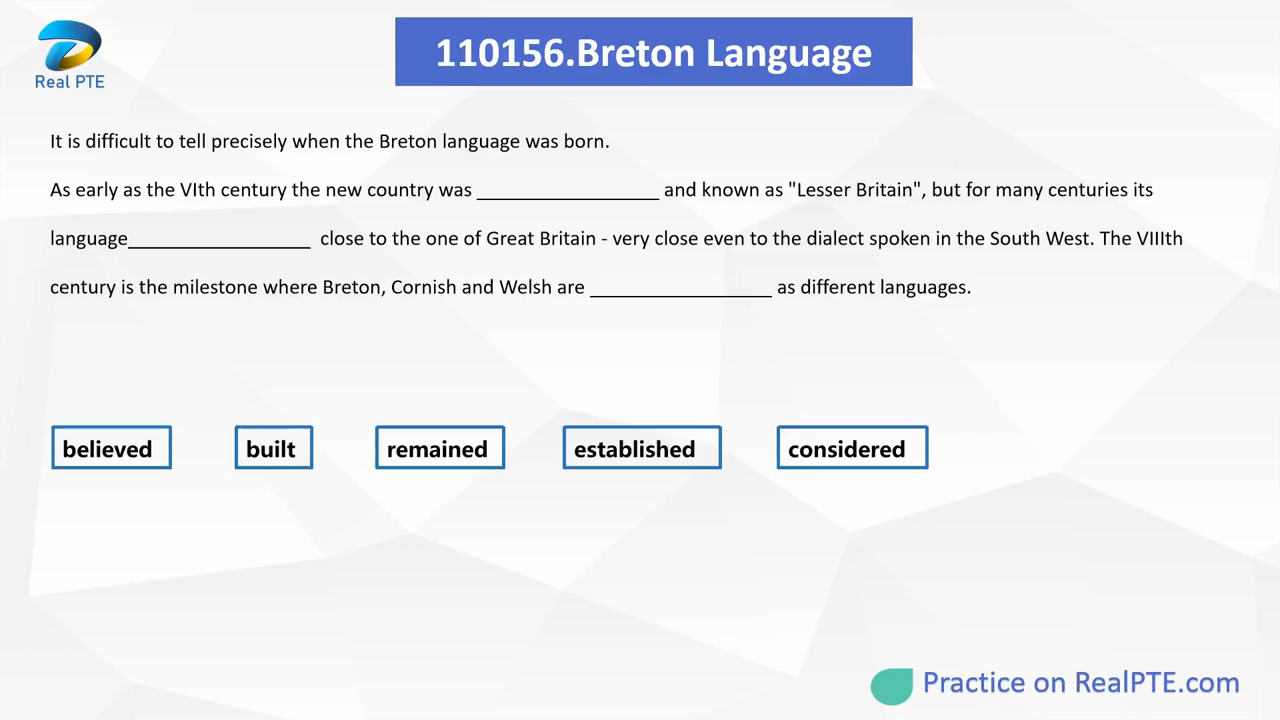 110156.Breton Language
Real PTE
It is difficult to tell precisely when the Breton language was born.
As early as the VIth century the new country was _________________ and known as "Lesser Britain", but for many centuries its
language_________________ close to the one of Great Britain - very close even to the dialect spoken in the South West. The VIIIth
century is the milestone where Breton, Cornish and Welsh are _________________ as different languages.
believed built remained established considered
Practice on RealPTE.com